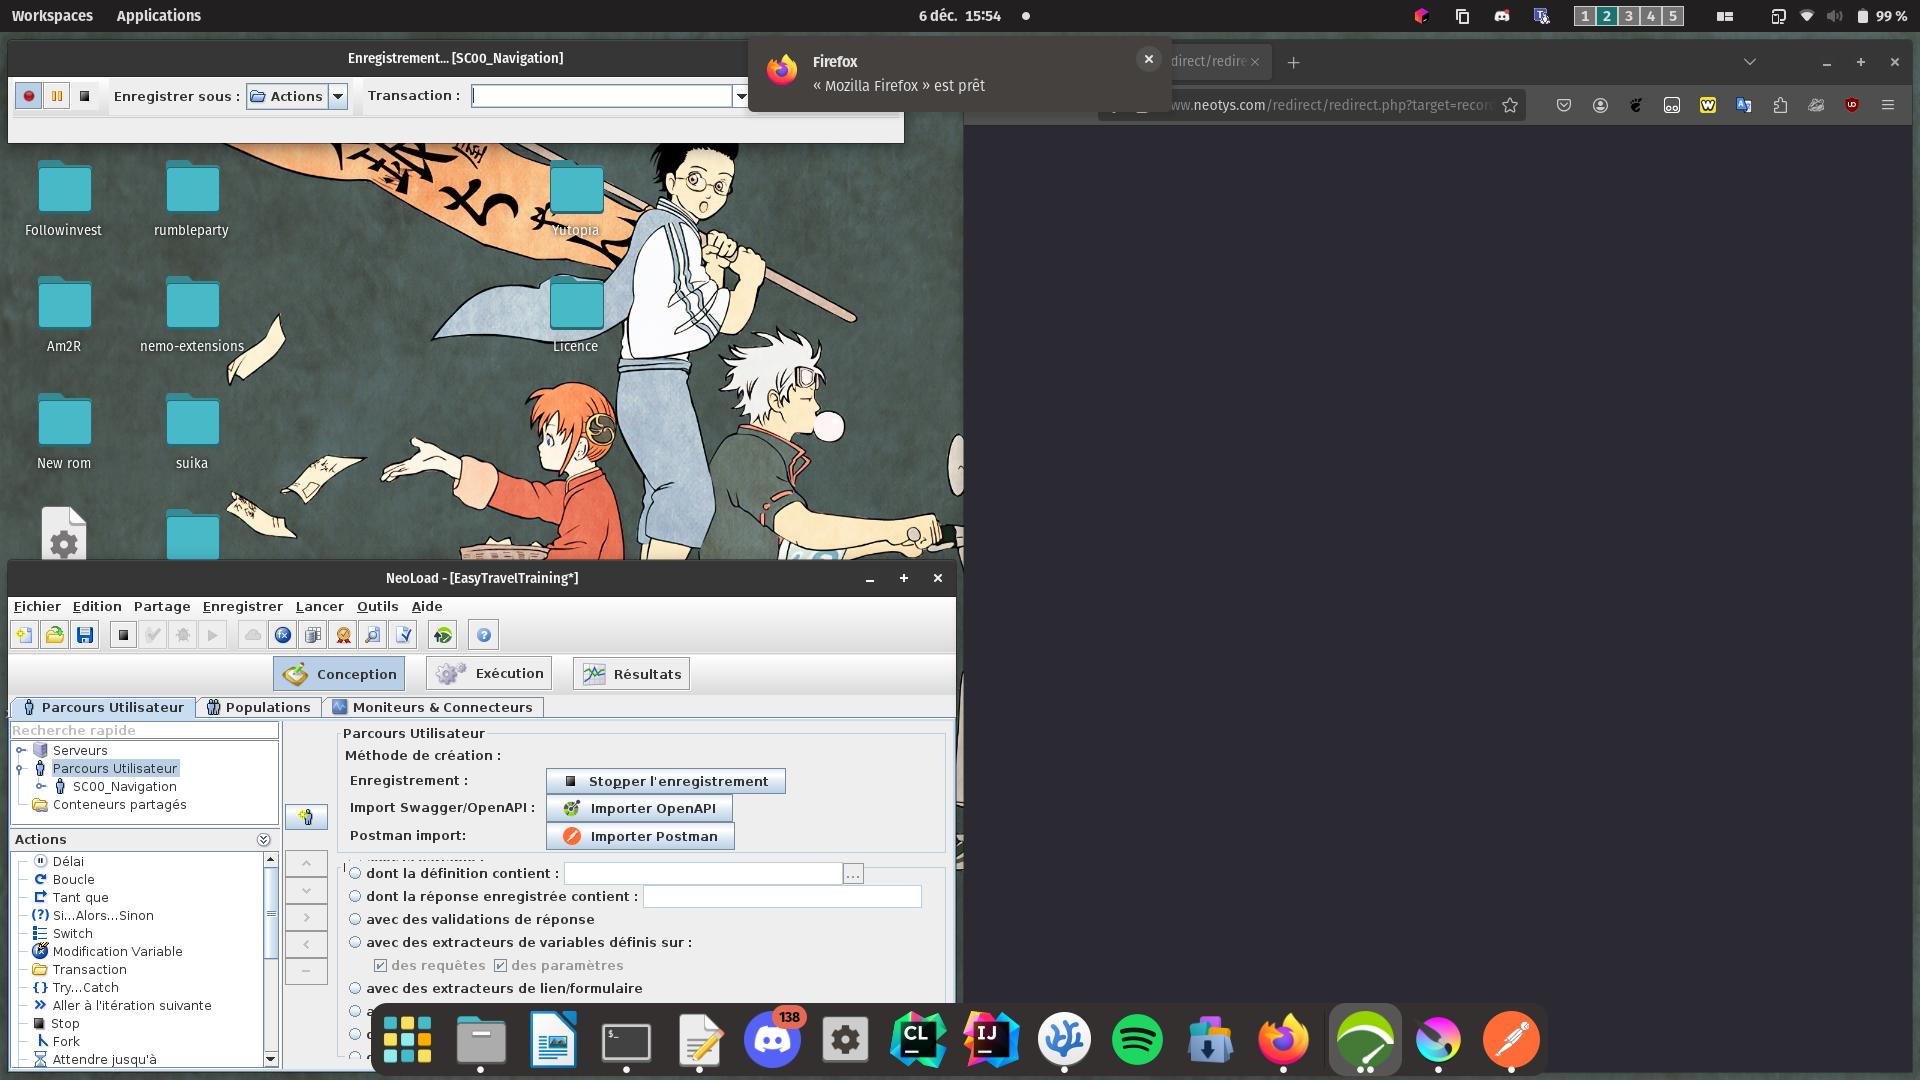 Workspaces
Applications
6 déc. 15:54
1 2 3 4 5
99 %
Enregistrement... [SC00_Navigation]
Enregistrer sous :
Actions
Transaction :
Firefox
« Mozilla Firefox » est prêt
direct/redire
www.neotys.com/redirect/redirect.php?target=recor
Followinvest
rumbleparty
Yutopia
Am2R
nemo-extensions
Licence
New rom
suika
NeoLoad - [EasyTravelTraining*]
Fichier Edition Partage Enregistrer Lancer Outils Aide
Conception
Exécution
Résultats
Parcours Utilisateur
Populations
Moniteurs & Connecteurs
Recherche rapide
Serveurs
Parcours Utilisateur
SC00_Navigation
Conteneurs partagés
Parcours Utilisateur
Méthode de création :
Enregistrement :
Stopper l'enregistrement
Import Swagger/OpenAPI :
Importer OpenAPI
Postman import:
Importer Postman
Actions
Délai
Boucle
Tant que
Si...Alors...Sinon
Switch
Modification Variable
Transaction
Try...Catch
Aller à l'itération suivante
Stop
Fork
Attendre jusqu'à
dont la définition contient :
...
dont la réponse enregistrée contient :
avec des validations de réponse
avec des extracteurs de variables définis sur :
des requêtes
des paramètres
avec des extracteurs de lien/formulaire
138
CL
IJ